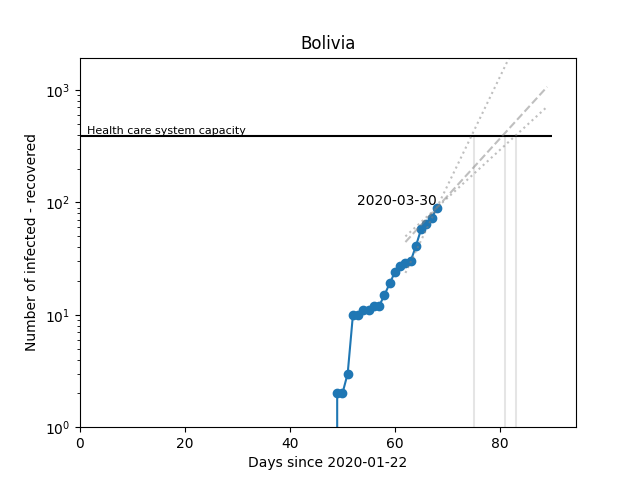 Bolivia
Number of infected - recovered
10³
10²
10¹
10⁰
Health care system capacity
2020-03-30
0 20 40 60 80
Days since 2020-01-22